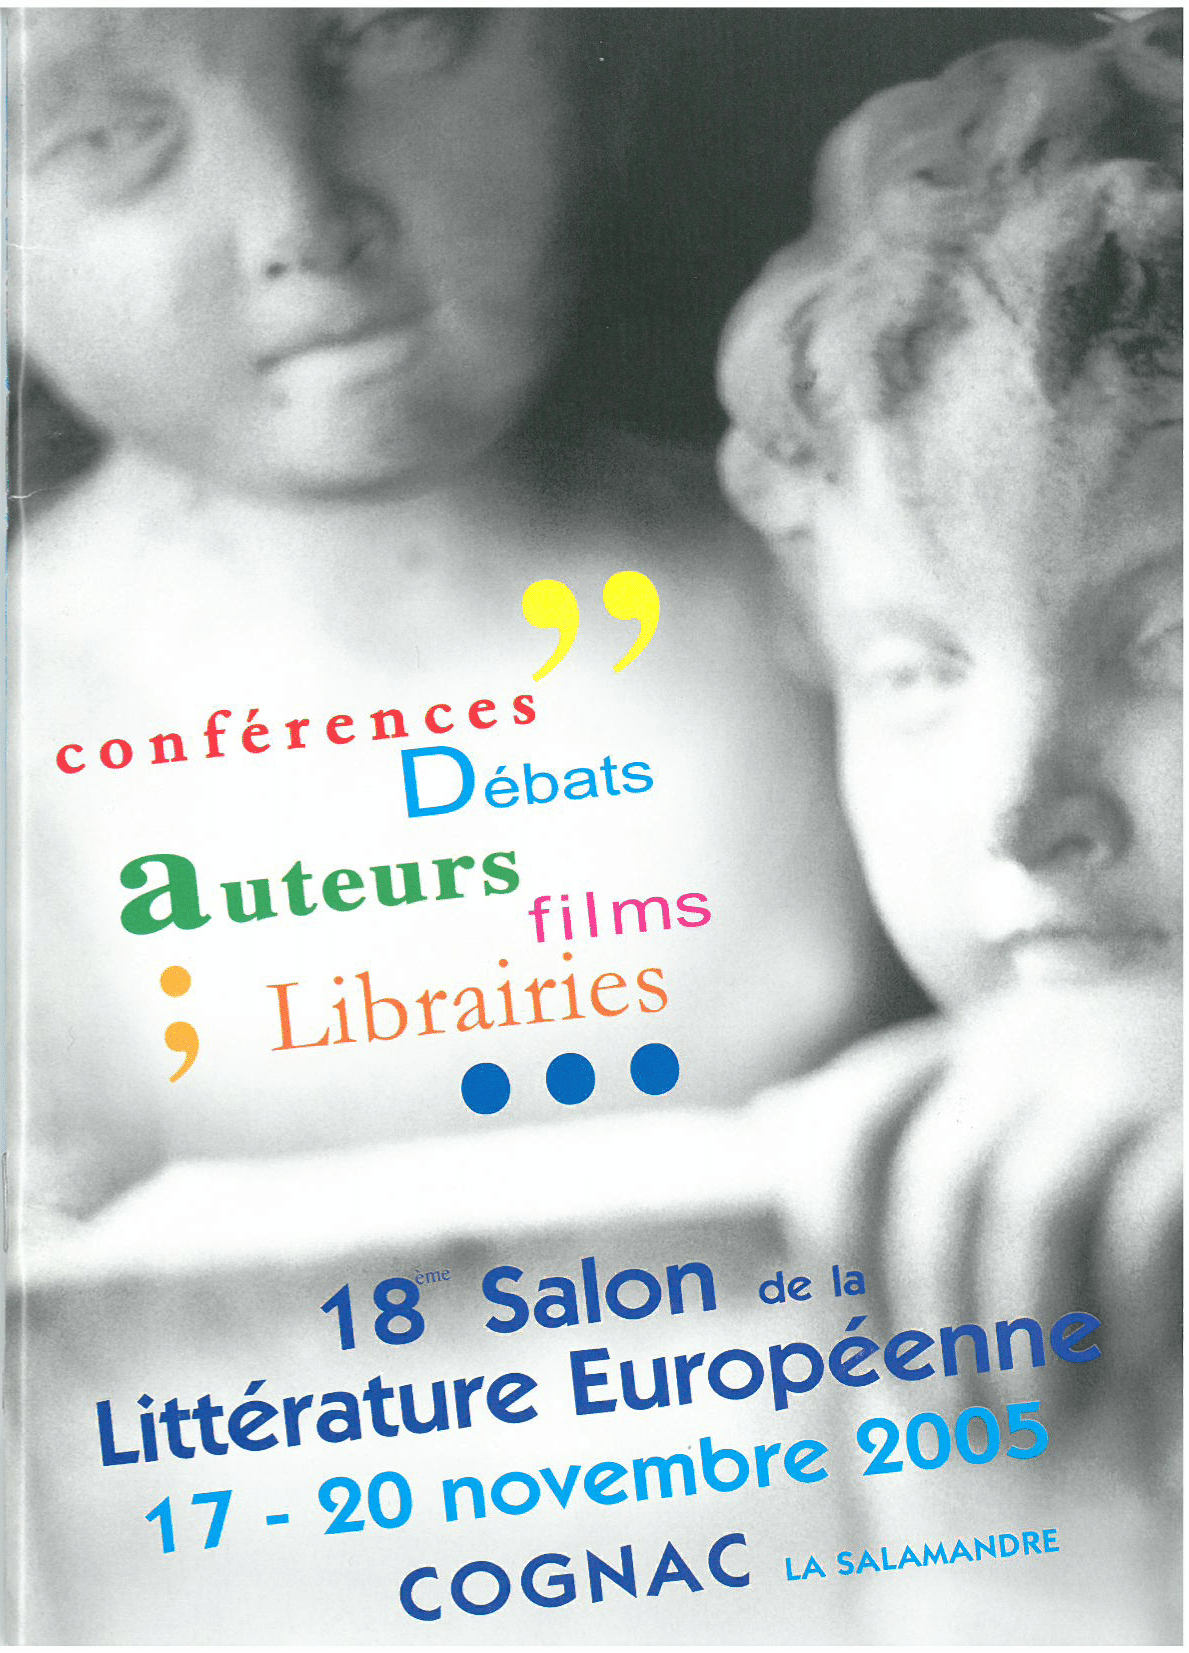 ”
conférences
Débats
auteurs
films
; Librairies
...
18ème Salon de la
Littérature Européenne
17 - 20 novembre 2005
COGNAC LA SALAMANDRE